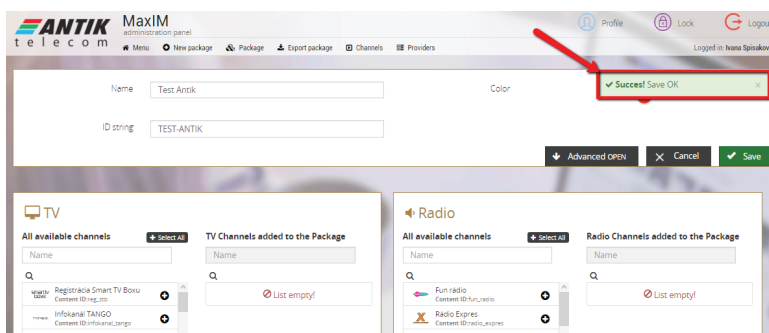 ANTIK
telecom
MaxIM
administration panel
Menu New package Package Export package Channels Providers
Profile Lock Logou
Logged in: Ivana Spisakov
Name Test Antik Color
Succes! Save OK ×
ID string TEST-ANTIK
Advanced OPEN Cancel Save
TV
All available channels + Select All TV Channels added to the Package
Name Name
Registrácia Smart TV Boxu
Content ID:reg_stb
List empty!
Infokanál TANGO
Content ID:infokanal_tango
Radio
All available channels + Select All Radio Channels added to the Package
Name Name
Fun rádio
Content ID:fun_radio
List empty!
Rádio Expres
Content ID:radio_expres